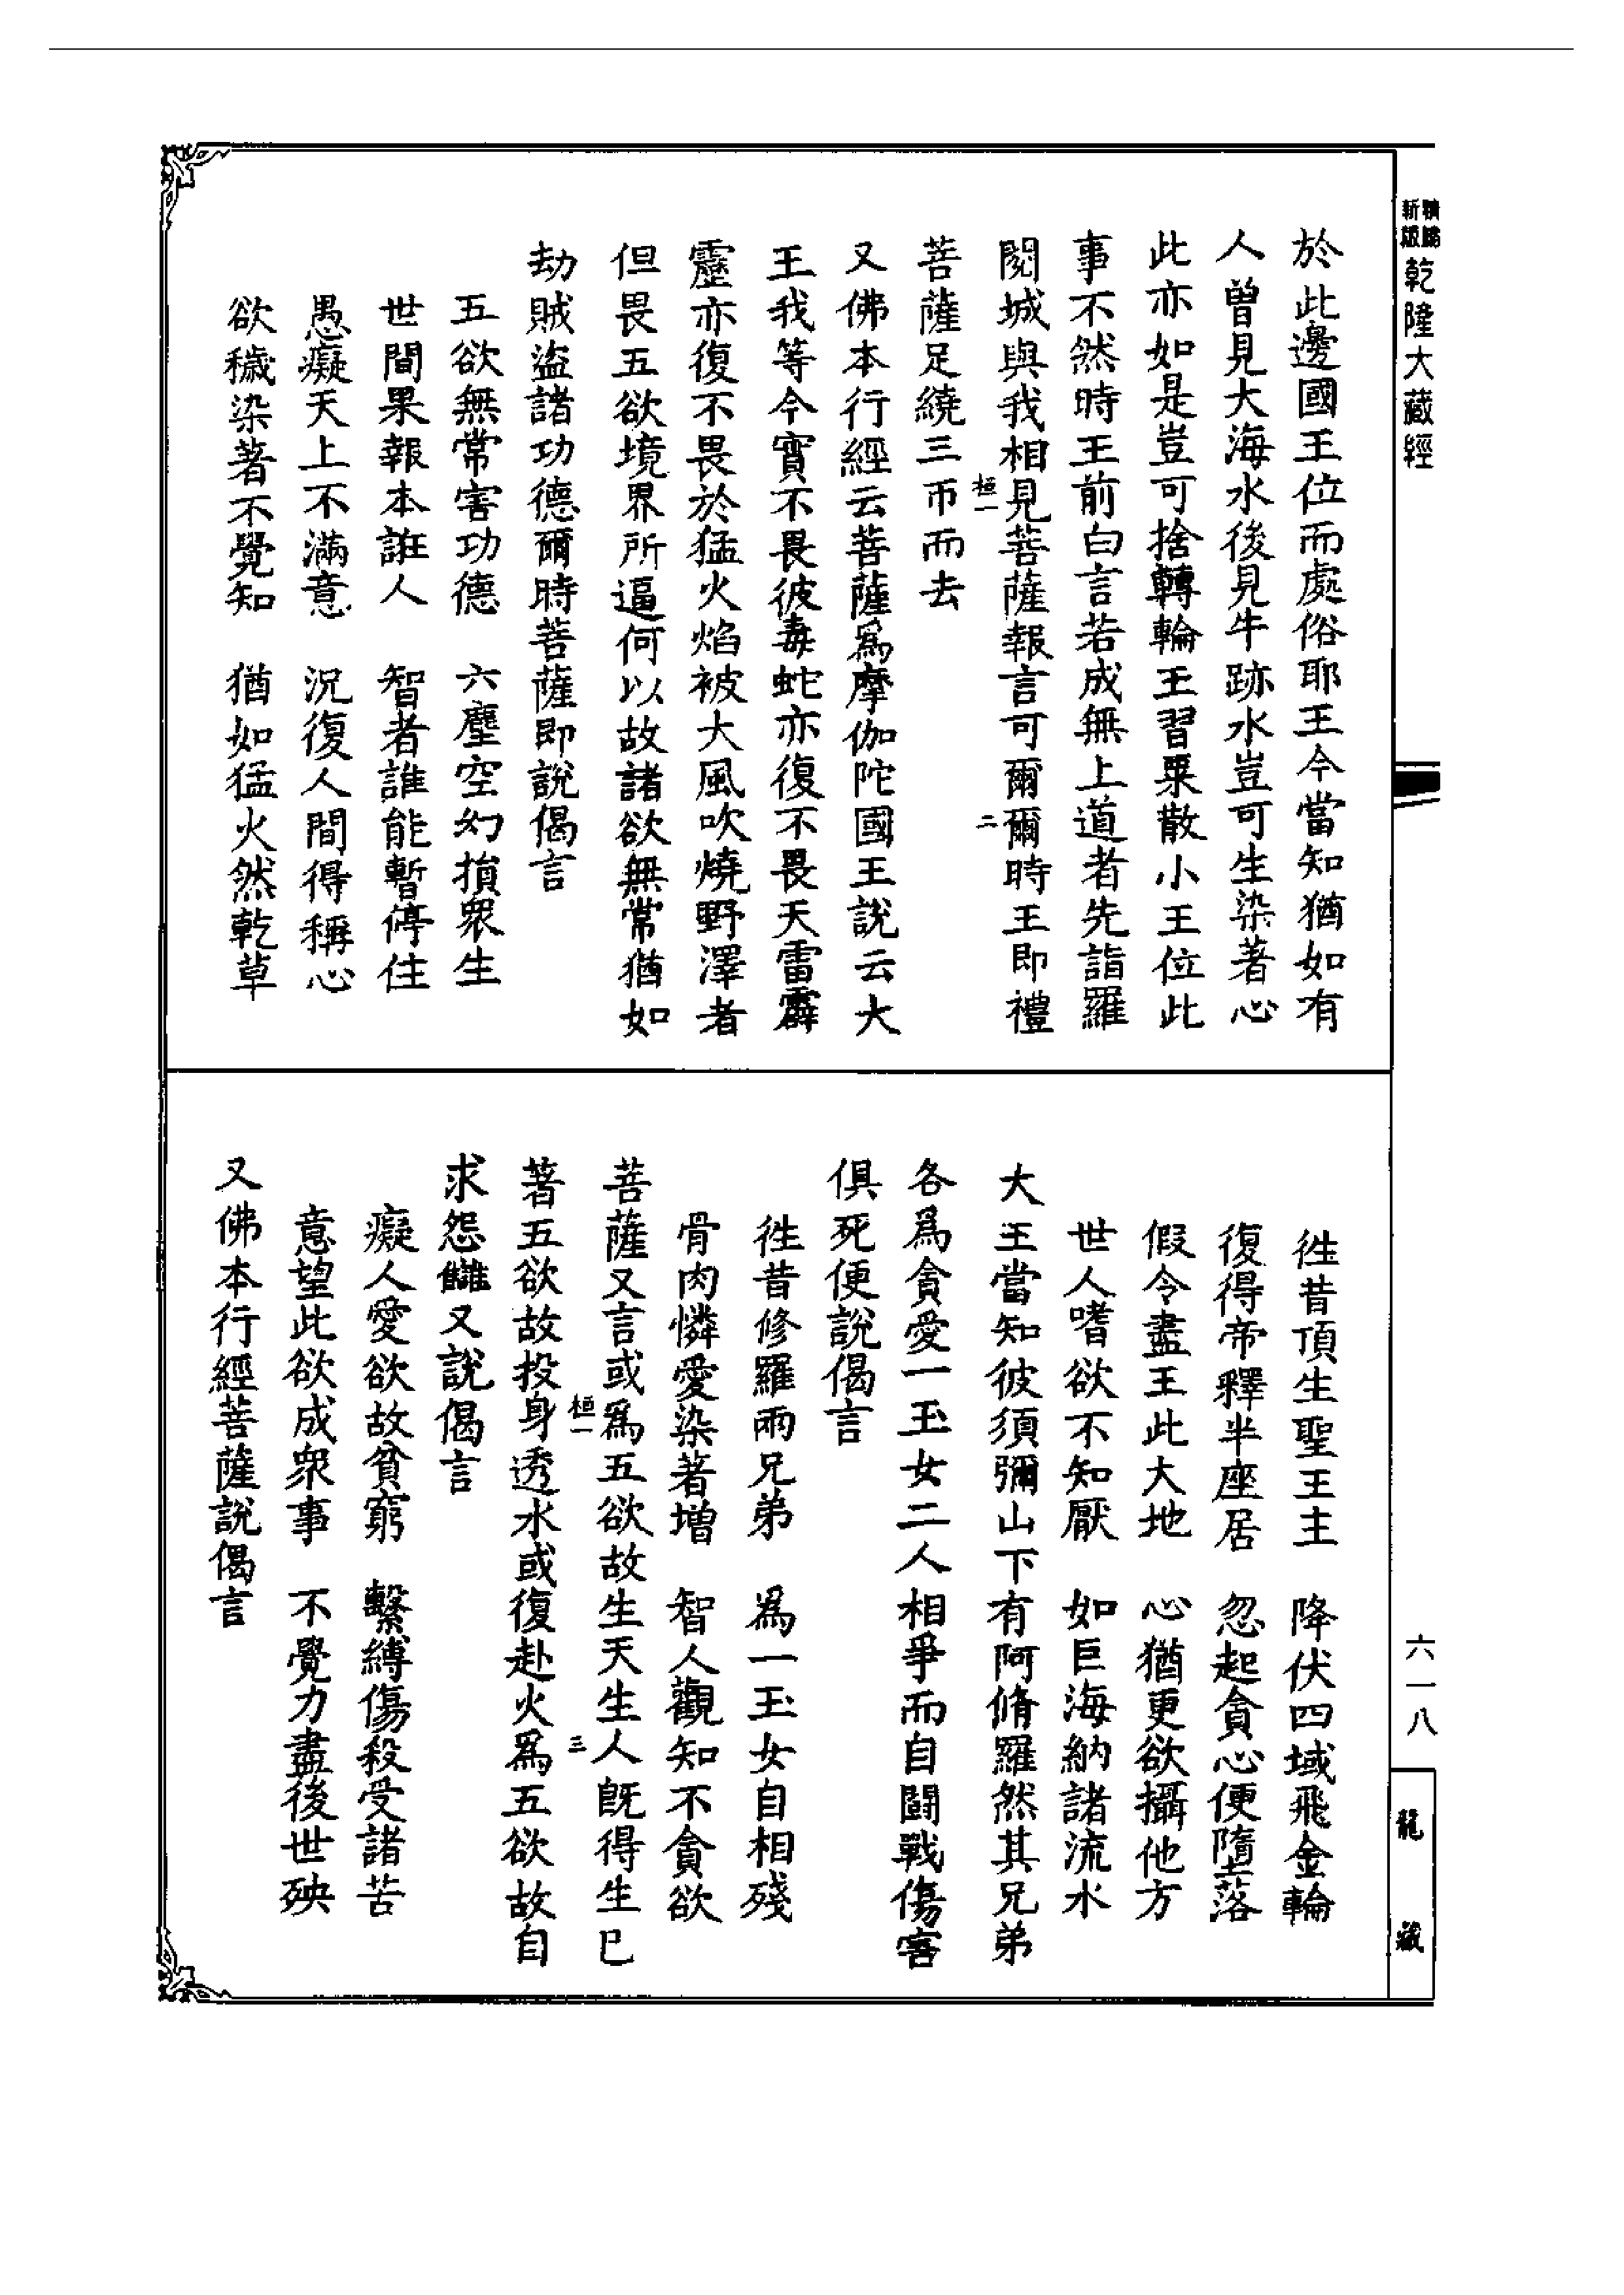 新編縮版乾隆大藏經
於此邊國王位而處俗耶王今當知猶如有
人曾見大海水後見牛跡水豈可生染著心
此亦如是豈可捨轉輪王習粟散小王位此
事不然時王前白言若成無上道者先詣羅
閱城與我相見菩薩報言可爾爾時王即禮
桓一
二
菩薩足繞三帀而去
又佛本行經云菩薩爲摩伽陀國王說云大
王我等今實不畏彼毒蛇亦復不畏天雷霹
靂亦復不畏於猛火焰被大風吹燒野澤者
但畏五欲境界所逼何以故諸欲無常猶如
劫賊盜諸功德爾時菩薩即說偈言
五欲無常害功德　六塵空幻損衆生
世間果報本誑人　智者誰能暫停住
愚癡天上不滿意　況復人間得稱心
欲穢染著不覺知　猶如猛火然乾草
徃昔頂生聖王主　降伏四域飛金輪
復得帝釋半座居　忽起貪心便墮落
假令盡王此大地　心猶更欲攝他方
世人嗜欲不知厭　如巨海納諸流水
大王當知彼須彌山下有阿脩羅然其兄弟
各爲貪愛一玉女二人相爭而自鬪戰傷害
俱死便說偈言
徃昔修羅兩兄弟　爲一玉女自相殘
骨肉憐愛染著增　智人觀知不貪欲
菩薩又言或爲五欲故生天生人旣得生已
桓一
三
著五欲故投身透水或復赴火爲五欲故自
求怨讎又說偈言
癡人愛欲故貧窮　繫縛傷殺受諸苦
意望此欲成衆事　不覺力盡後世殃
又佛本行經菩薩說偈言
六一八
龍藏